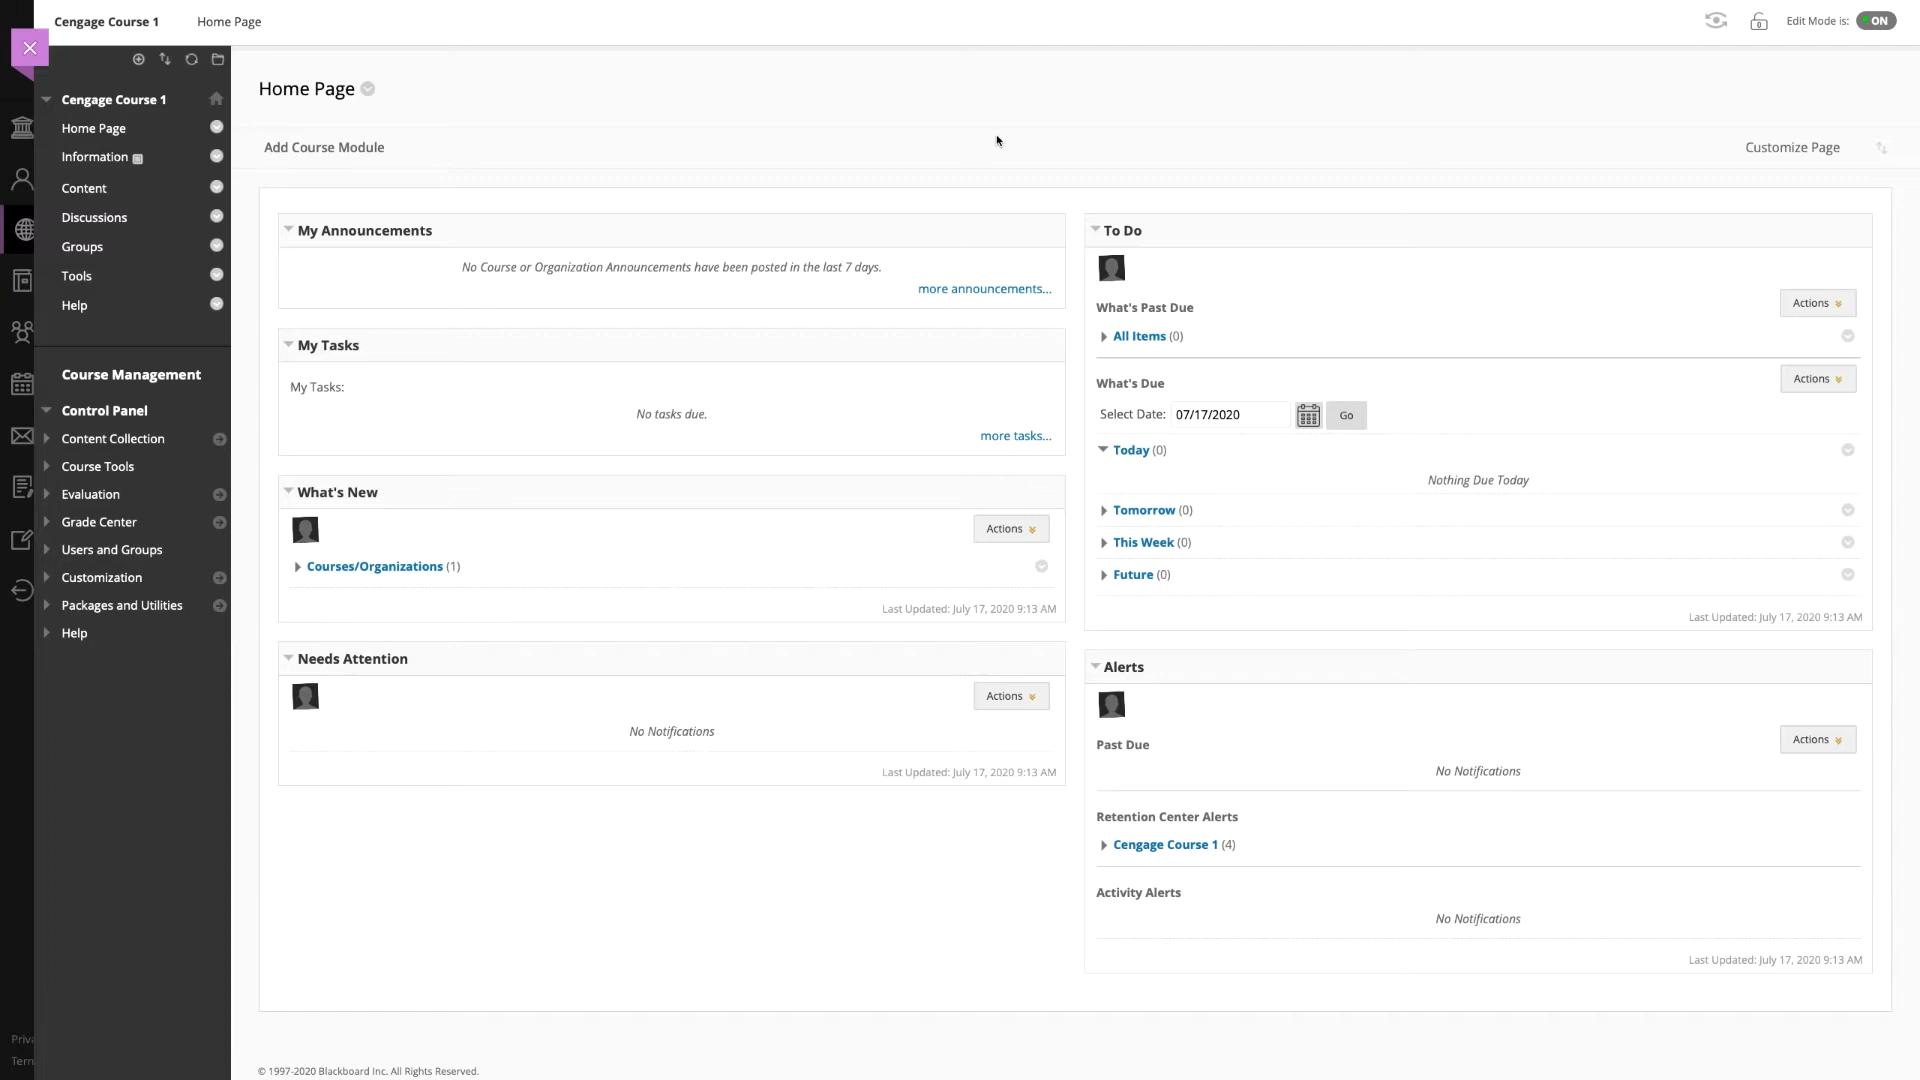 Cengage Course 1
Home Page
Edit Mode is:
ON
Cengage Course 1
Home Page
Information
Content
Discussions
Groups
Tools
Help
Course Management
Control Panel
Content Collection
Course Tools
Evaluation
Grade Center
Users and Groups
Customization
Packages and Utilities
Help
Priva
Term
Home Page
Add Course Module
Customize Page
My Announcements
No Course or Organization Announcements have been posted in the last 7 days.
more announcements...
My Tasks
My Tasks:
No tasks due.
more tasks...
What's New
Actions
Courses/Organizations (1)
Last Updated: July 17, 2020 9:13 AM
Needs Attention
Actions
No Notifications
Last Updated: July 17, 2020 9:13 AM
To Do
What's Past Due
Actions
All Items (0)
What's Due
Actions
Select Date: 07/17/2020 Go
Today (0)
Nothing Due Today
Tomorrow (0)
This Week (0)
Future (0)
Last Updated: July 17, 2020 9:13 AM
Alerts
Past Due
Actions
No Notifications
Retention Center Alerts
Cengage Course 1 (4)
Activity Alerts
No Notifications
Last Updated: July 17, 2020 9:13 AM
© 1997-2020 Blackboard Inc. All Rights Reserved.